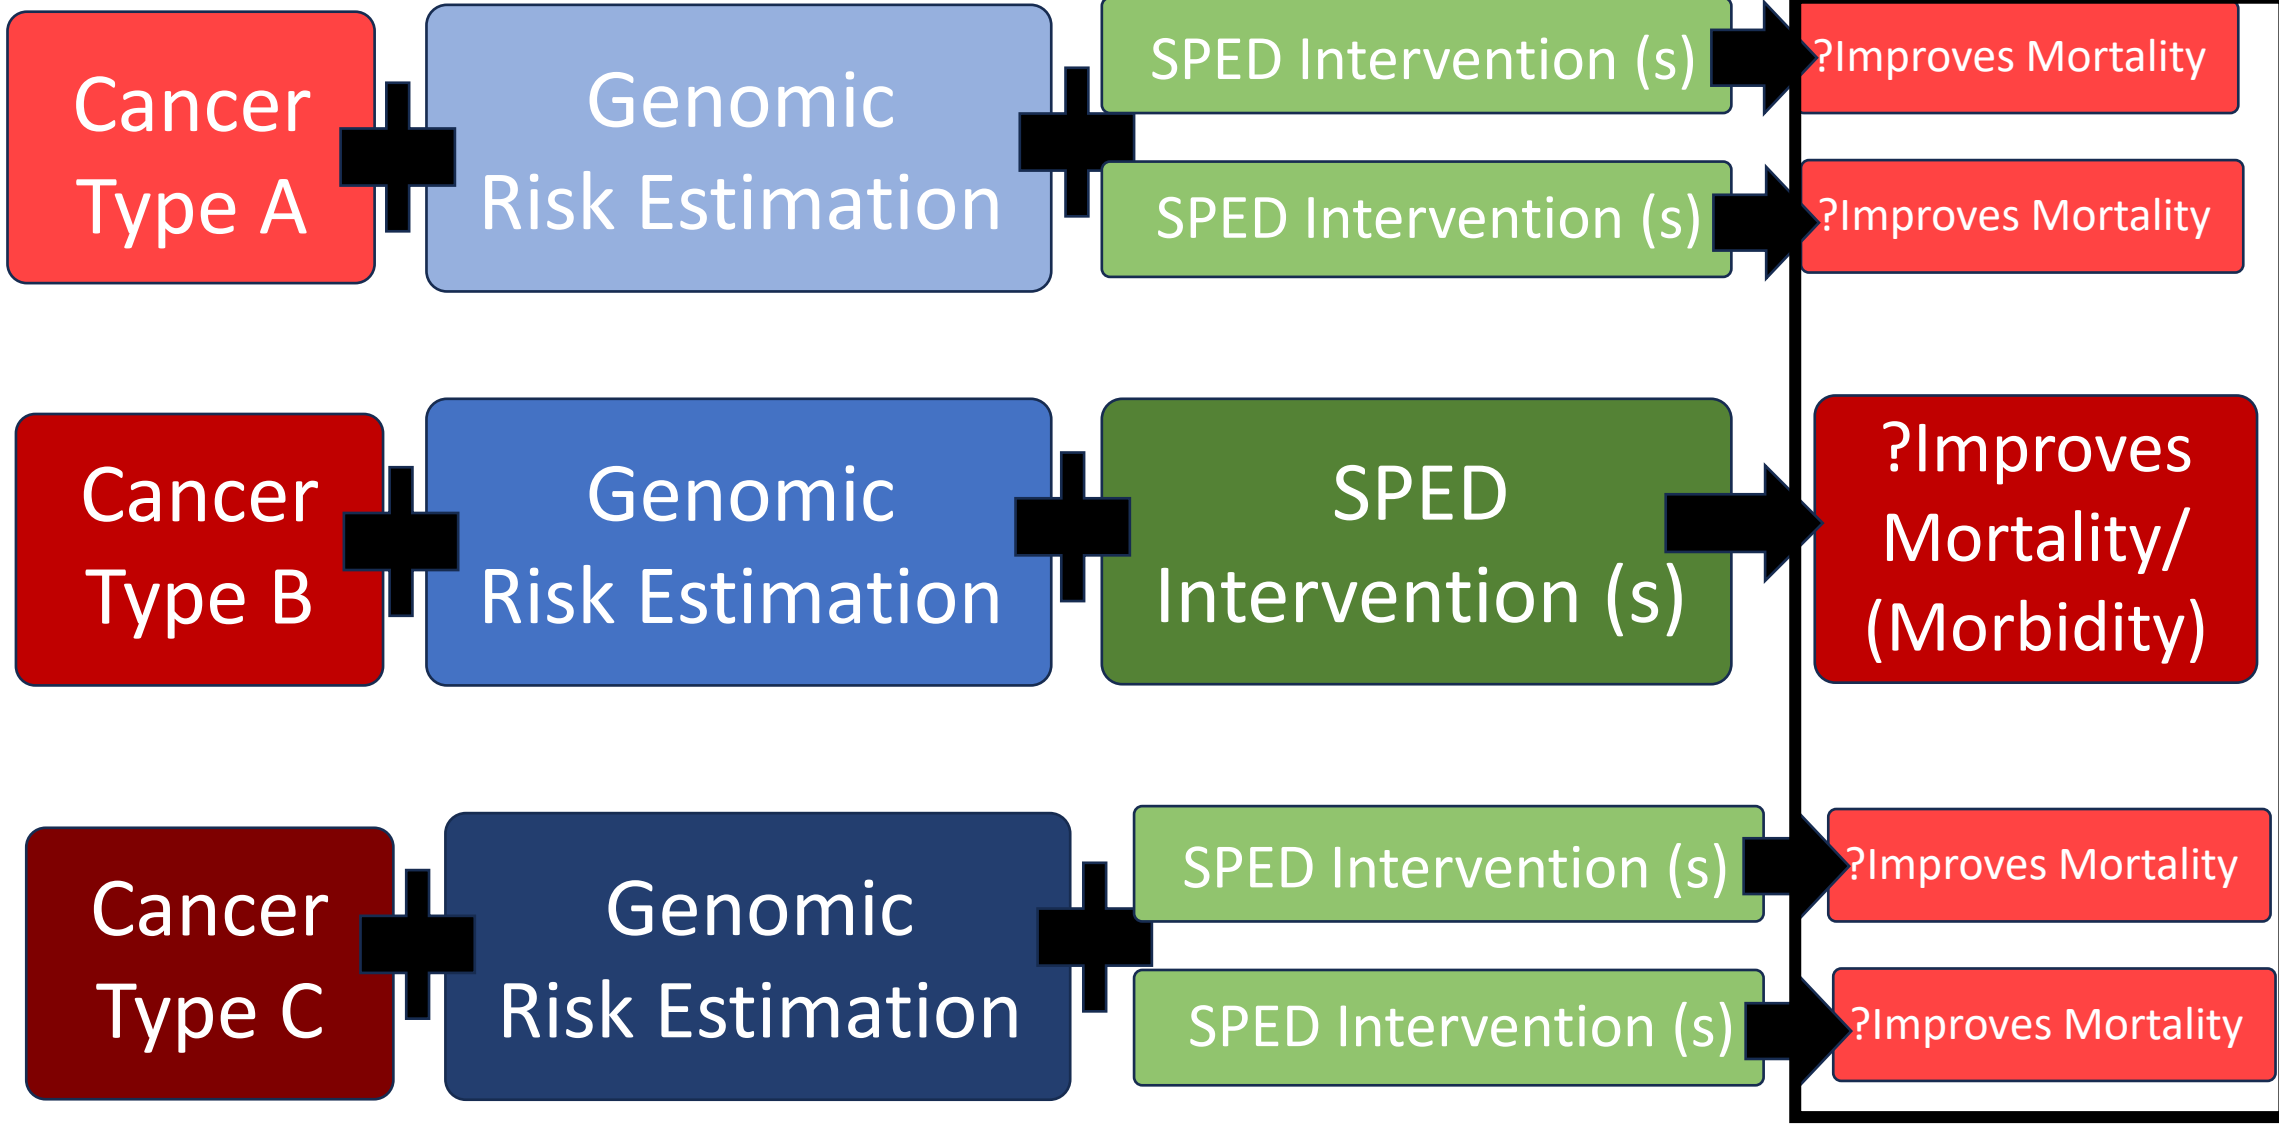 Cancer
Type A
Genomic
Risk Estimation
SPED Intervention (s)
?Improves Mortality
SPED Intervention (s)
?Improves Mortality
Cancer
Type B
Genomic
Risk Estimation
SPED
Intervention (s)
?Improves
Mortality/
(Morbidity)
Cancer
Type C
Genomic
Risk Estimation
SPED Intervention (s)
?Improves Mortality
SPED Intervention (s)
?Improves Mortality